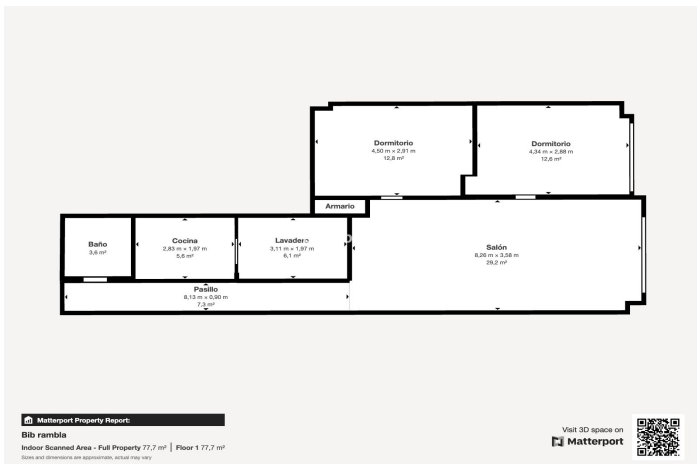 Dormitorio
4,50 m × 2,91 m
12,8 m²
Dormitorio
4,34 m × 2,88 m
12,6 m²
Armario
Baño
3,6 m²
Cocina
2,83 m × 1,97 m
5,6 m²
Lavadero
3,11 m × 1,97 m
6,1 m²
Salón
8,26 m × 3,58 m
29,2 m²
Pasillo
8,13 m × 0,90 m
7,3 m²
Matterport Property Report:
Bib rambla
Indoor Scanned Area - Full Property 77,7 m² | Floor 1 77,7 m²
Sizes and dimensions are approximate, actual may vary
Visit 3D space on
Matterport